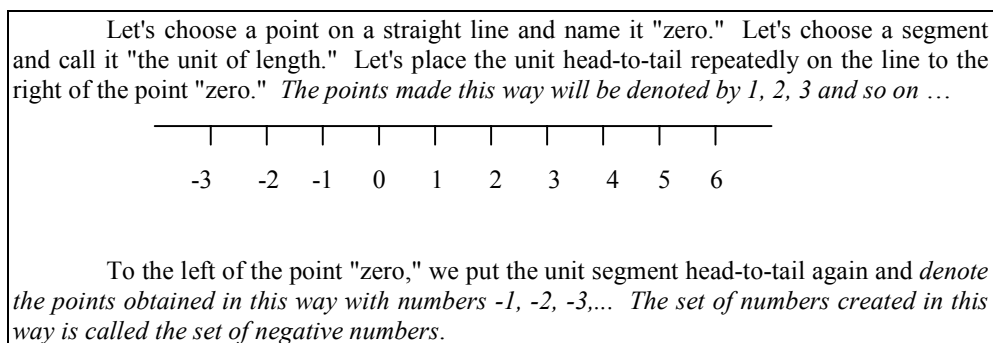 Let's choose a point on a straight line and name it "zero." Let's choose a segment
and call it "the unit of length." Let's place the unit head-to-tail repeatedly on the line to the
right of the point "zero." The points made this way will be denoted by 1, 2, 3 and so on …
-3 -2 -1 0 1 2 3 4 5 6
To the left of the point "zero," we put the unit segment head-to-tail again and denote
the points obtained in this way with numbers -1, -2, -3,... The set of numbers created in this
way is called the set of negative numbers.